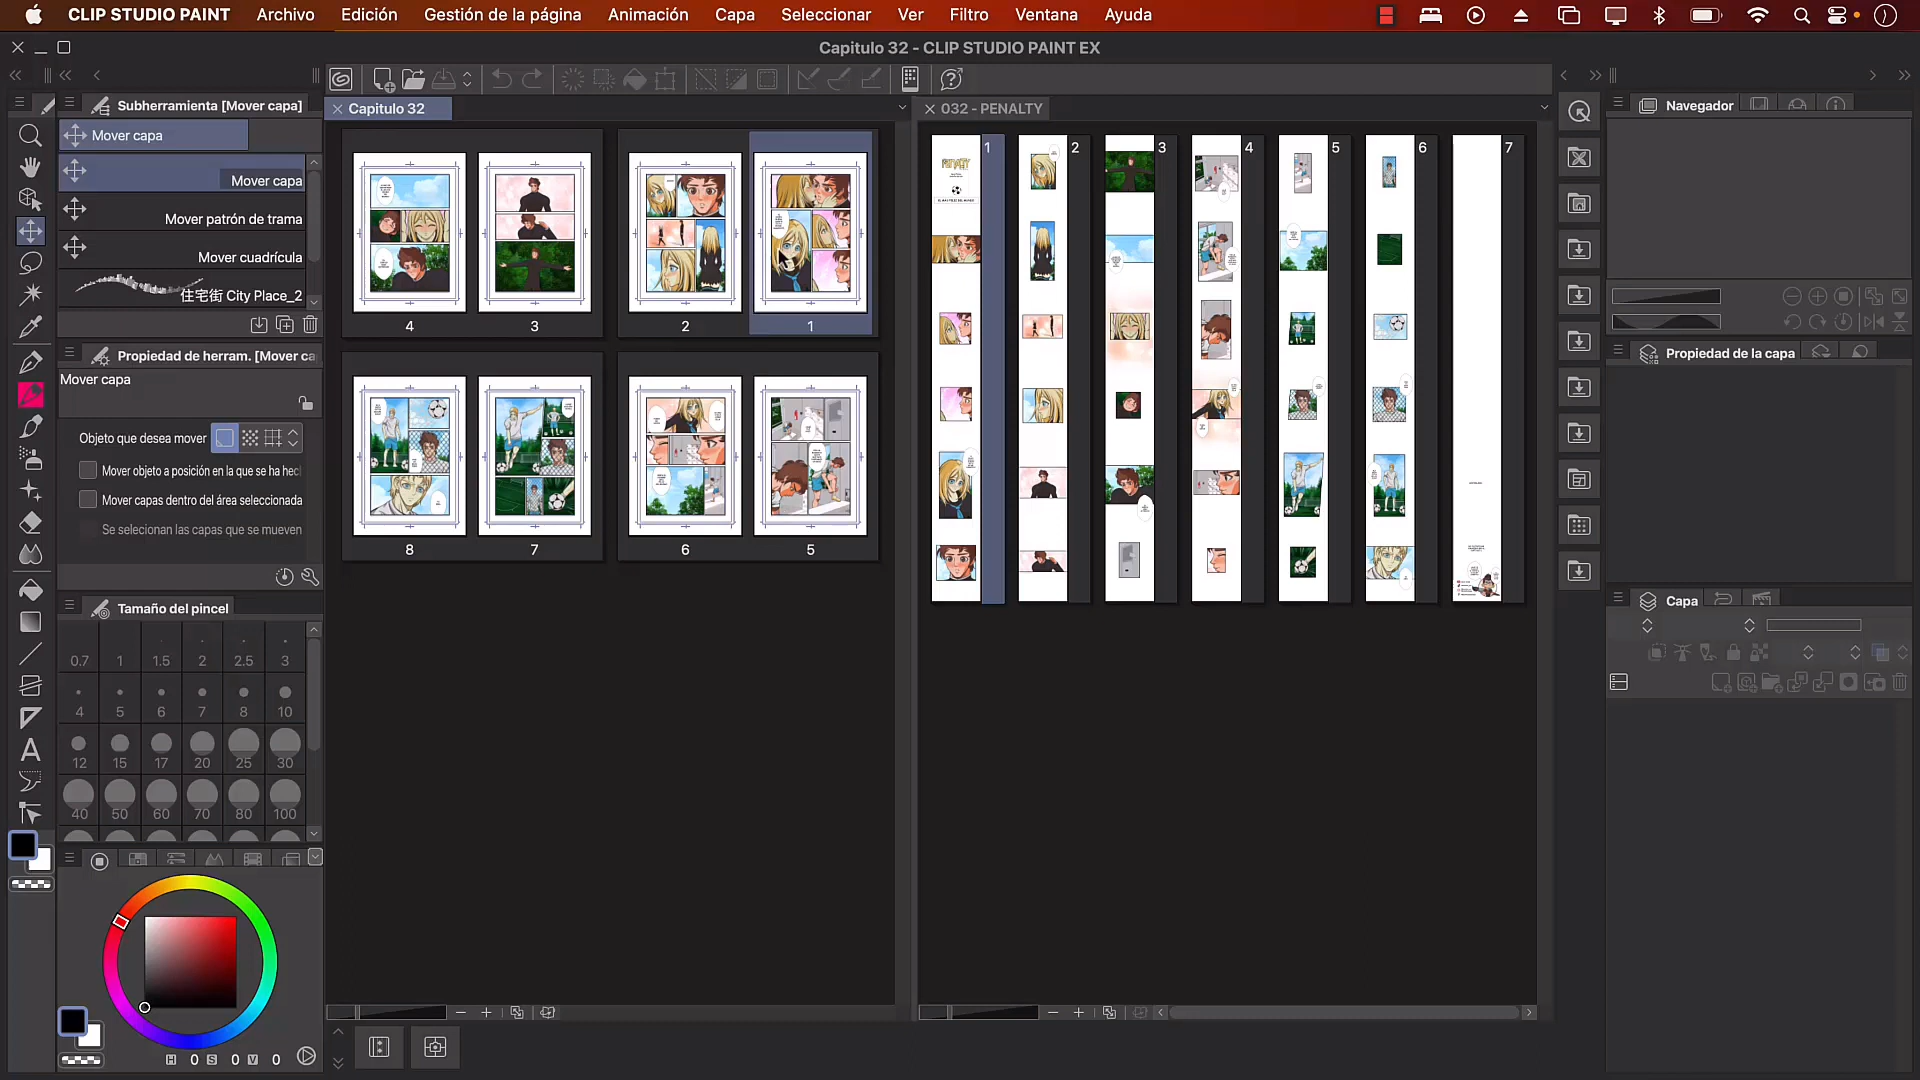 CLIP STUDIO PAINT Archivo Edición Gestión de la página Animación Capa Seleccionar Ver Filtro Ventana Ayuda
Capitulo 32 - CLIP STUDIO PAINT EX
Subherramienta [Mover capa]
Mover capa
Mover capa
Mover patrón de trama
Mover cuadrícula
住宅街 City Place_2
Propiedad de herram. [Mover ca
Mover capa
Objeto que desea mover
Mover objeto a posición en la que se ha hec
Mover capas dentro del área seleccionada
Se selecionan las capas que se mueven
Tamaño del pincel
0.7 1 1.5 2 2.5 3
4 5 6 7 8 10
12 15 17 20 25 30
40 50 60 70 80 100
H 0 S 0 V 0
Capitulo 32
4 3 2 1
8 7 6 5
032 - PENALTY
1 2 3 4 5 6 7
PENALTY
Navegador
Propiedad de la capa
Capa